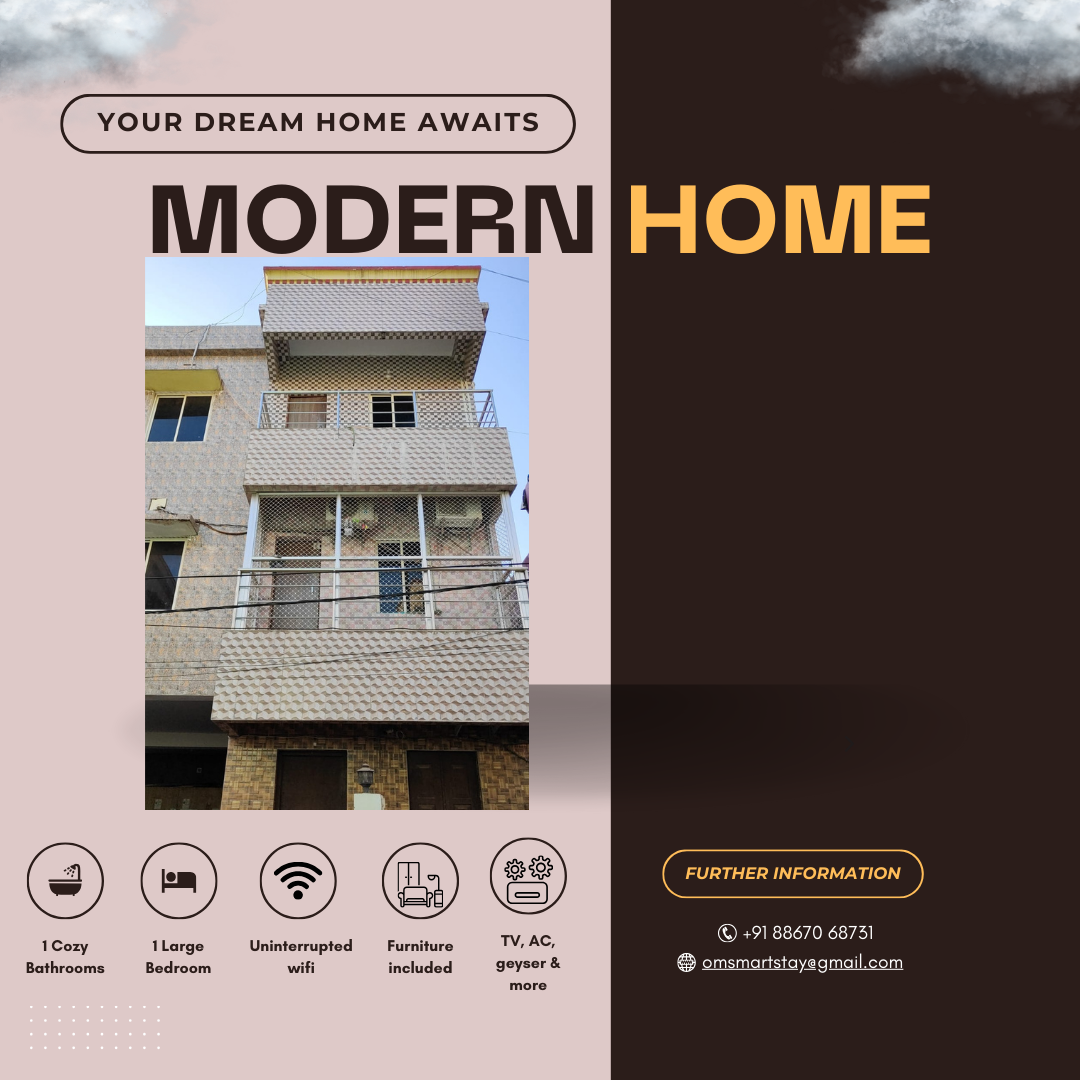 YOUR DREAM HOME AWAITS
MODERN HOME
1 Cozy
Bathrooms
1 Large
Bedroom
Uninterrupted
wifi
Furniture
included
TV, AC,
geyser &
more
FURTHER INFORMATION
+91 88670 68731
omsmartstay@gmail.com